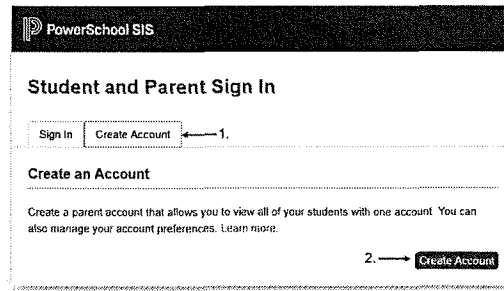 PowerSchool SIS
Student and Parent Sign In
Sign In Create Account 1.
Create an Account
Create a parent account that allows you to view all of your students with one account. You can
also manage your account preferences. Learn more.
2. Create Account